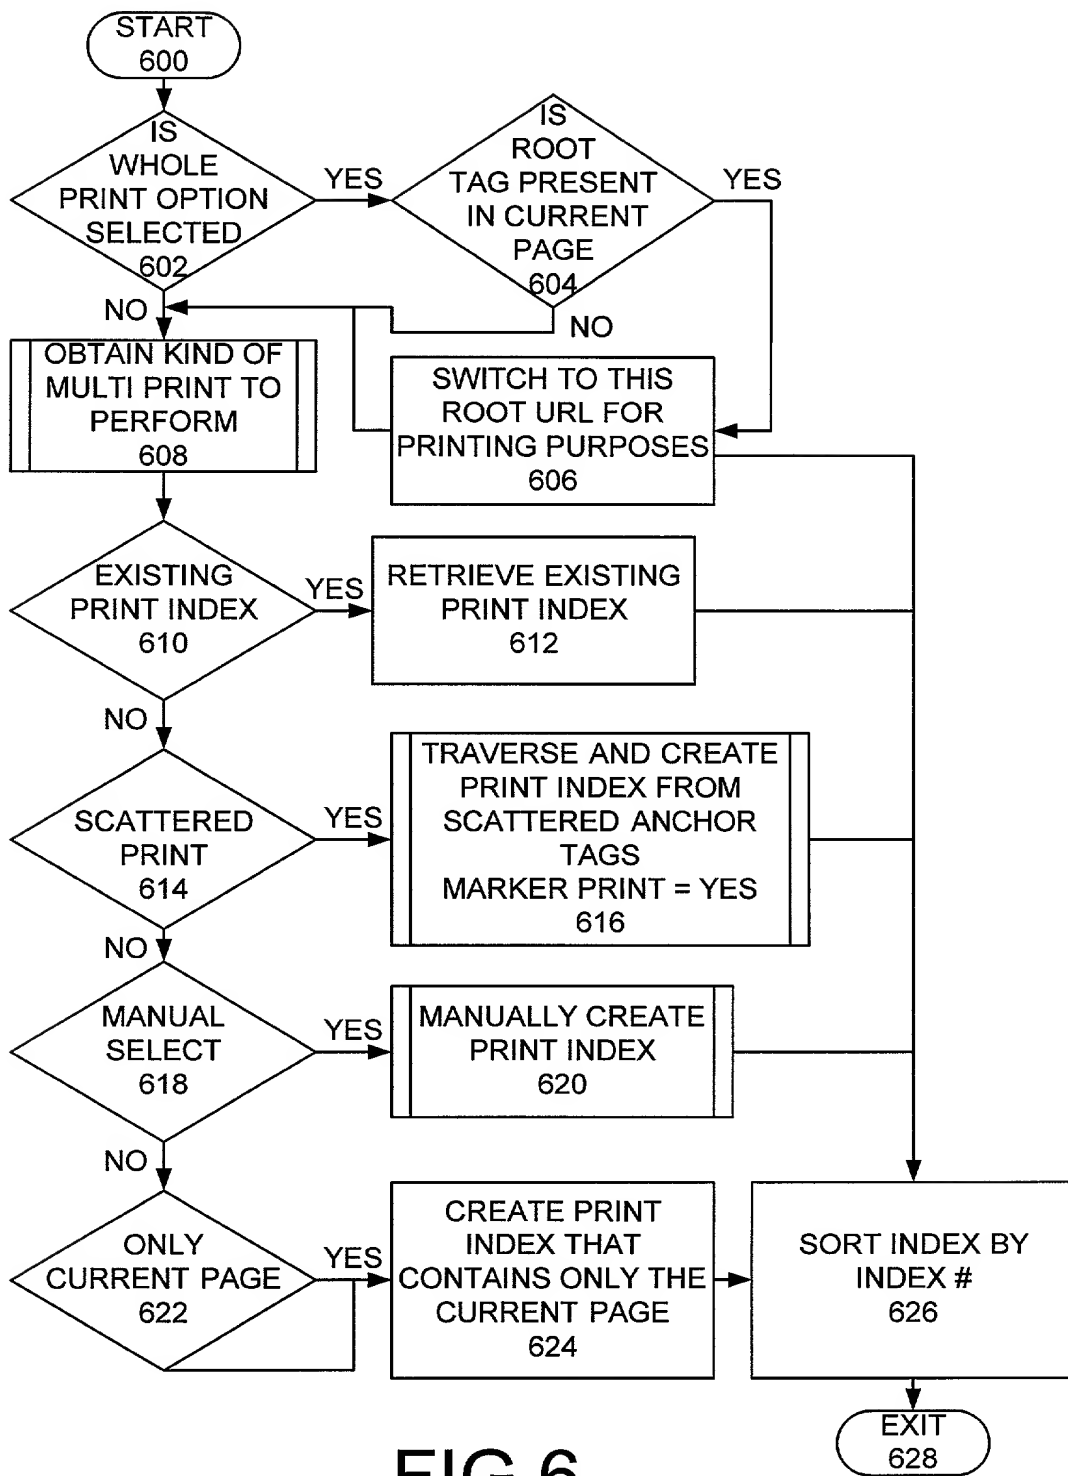 START
600
IS
WHOLE
PRINT OPTION
SELECTED
602
YES
IS
ROOT
TAG PRESENT
IN CURRENT
PAGE
604
YES
NO
NO
OBTAIN KIND OF
MULTI PRINT TO
PERFORM
608
SWITCH TO THIS
ROOT URL FOR
PRINTING PURPOSES
606
EXISTING
PRINT INDEX
610
YES
RETRIEVE EXISTING
PRINT INDEX
612
NO
SCATTERED
PRINT
614
YES
TRAVERSE AND CREATE
PRINT INDEX FROM
SCATTERED ANCHOR
TAGS
MARKER PRINT = YES
616
NO
MANUAL
SELECT
618
YES
MANUALLY CREATE
PRINT INDEX
620
NO
ONLY
CURRENT PAGE
622
YES
CREATE PRINT
INDEX THAT
CONTAINS ONLY THE
CURRENT PAGE
624
SORT INDEX BY
INDEX #
626
EXIT
628
FIG 6